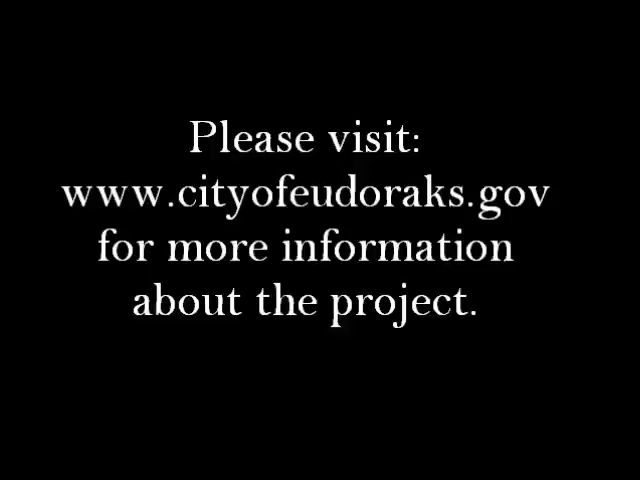 Please visit:
www.cityofeudoraks.gov
for more information
about the project.